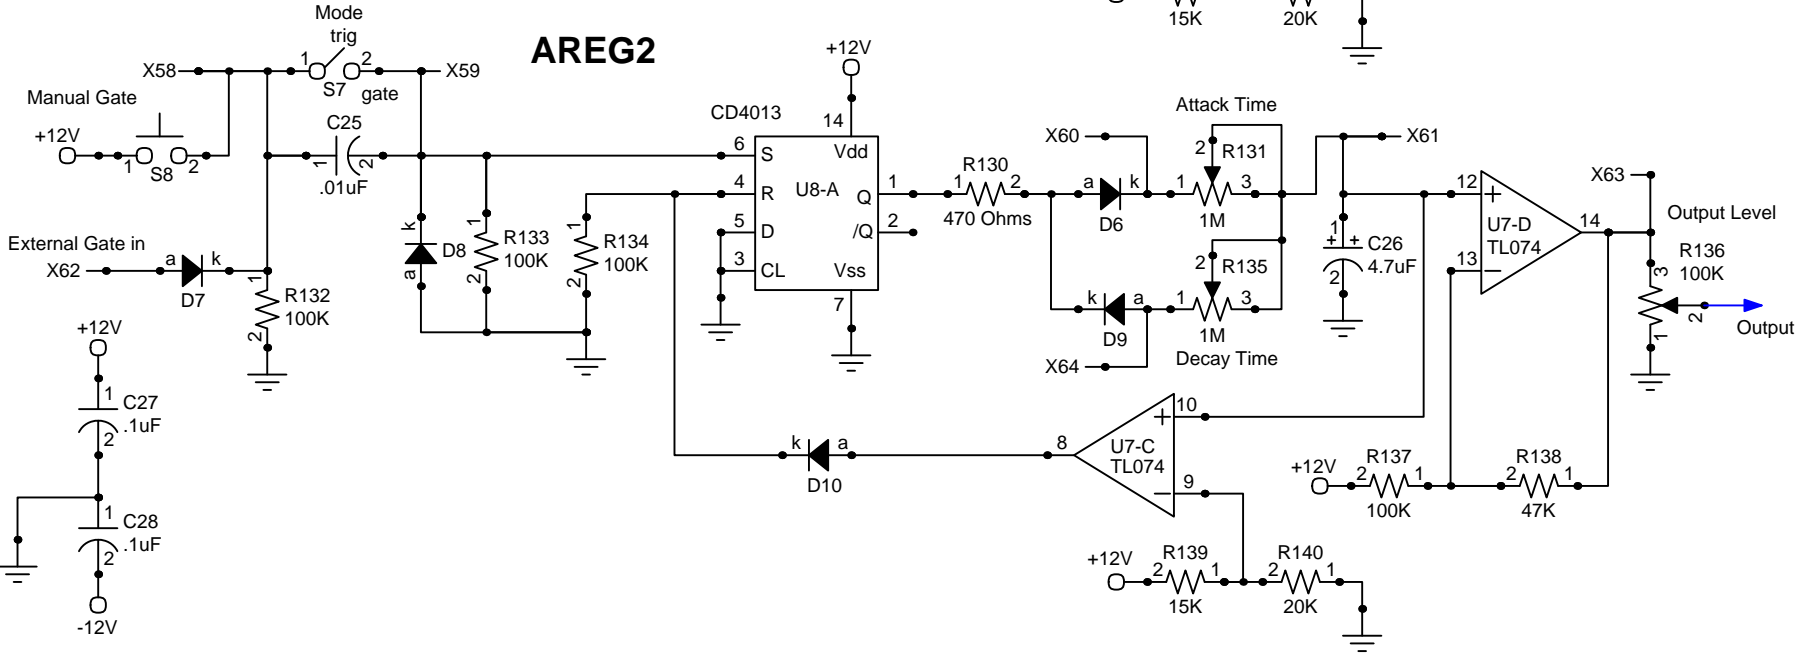 15K
20K
AREG2
Mode
trig
X58
1
2
X59
S7
gate
Manual Gate
+12V
1
2
S8
C25
1
2
.01uF
External Gate in
X62
a
k
D7
1
R132
100K
2
k
D8
a
1
R133
100K
2
1
R134
100K
2
+12V
CD4013
14
Vdd
6
S
U8-A
4
R
Q
1
5
D
/Q
2
3
CL
Vss
7
R130
1
2
470 Ohms
X60
a
k
D6
Attack Time
2
R131
1
3
1M
2
R135
k
a
D9
1
3
1M
Decay Time
X64
X61
1
+
+
C26
4.7uF
2
12
+
U7-D
TL074
13
−
14
X63
Output Level
R136
100K
3
2
1
Output
+12V
1
C27
.1uF
2
1
C28
.1uF
2
-12V
k
a
D10
8
+
10
U7-C
TL074
−
9
+12V
R137
2
1
100K
R138
2
1
47K
+12V
R139
2
1
15K
R140
2
1
20K